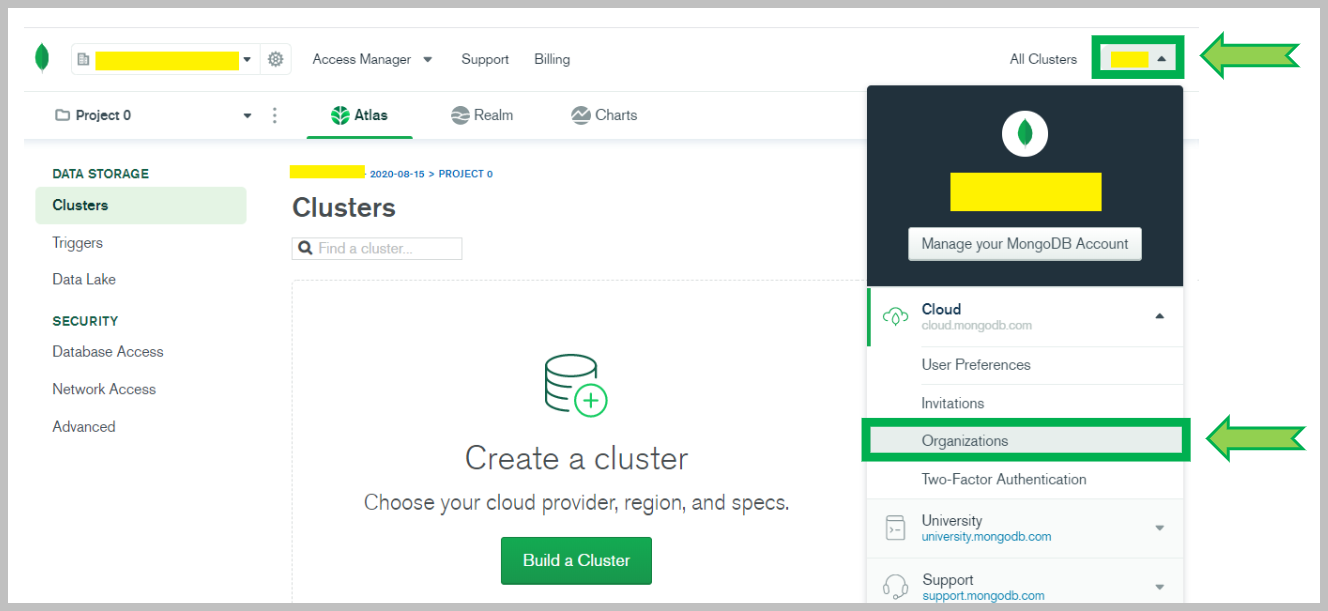 Access Manager
Support
Billing
All Clusters
Project 0
Atlas
Realm
Charts
DATA STORAGE
Clusters
Triggers
Data Lake
SECURITY
Database Access
Network Access
Advanced
- 2020-08-15 > PROJECT 0
Clusters
Find a cluster...
Create a cluster
Choose your cloud provider, region, and specs.
Build a Cluster
Manage your MongoDB Account
Cloud
cloud.mongodb.com
User Preferences
Invitations
Organizations
Two-Factor Authentication
University
university.mongodb.com
Support
support.mongodb.com